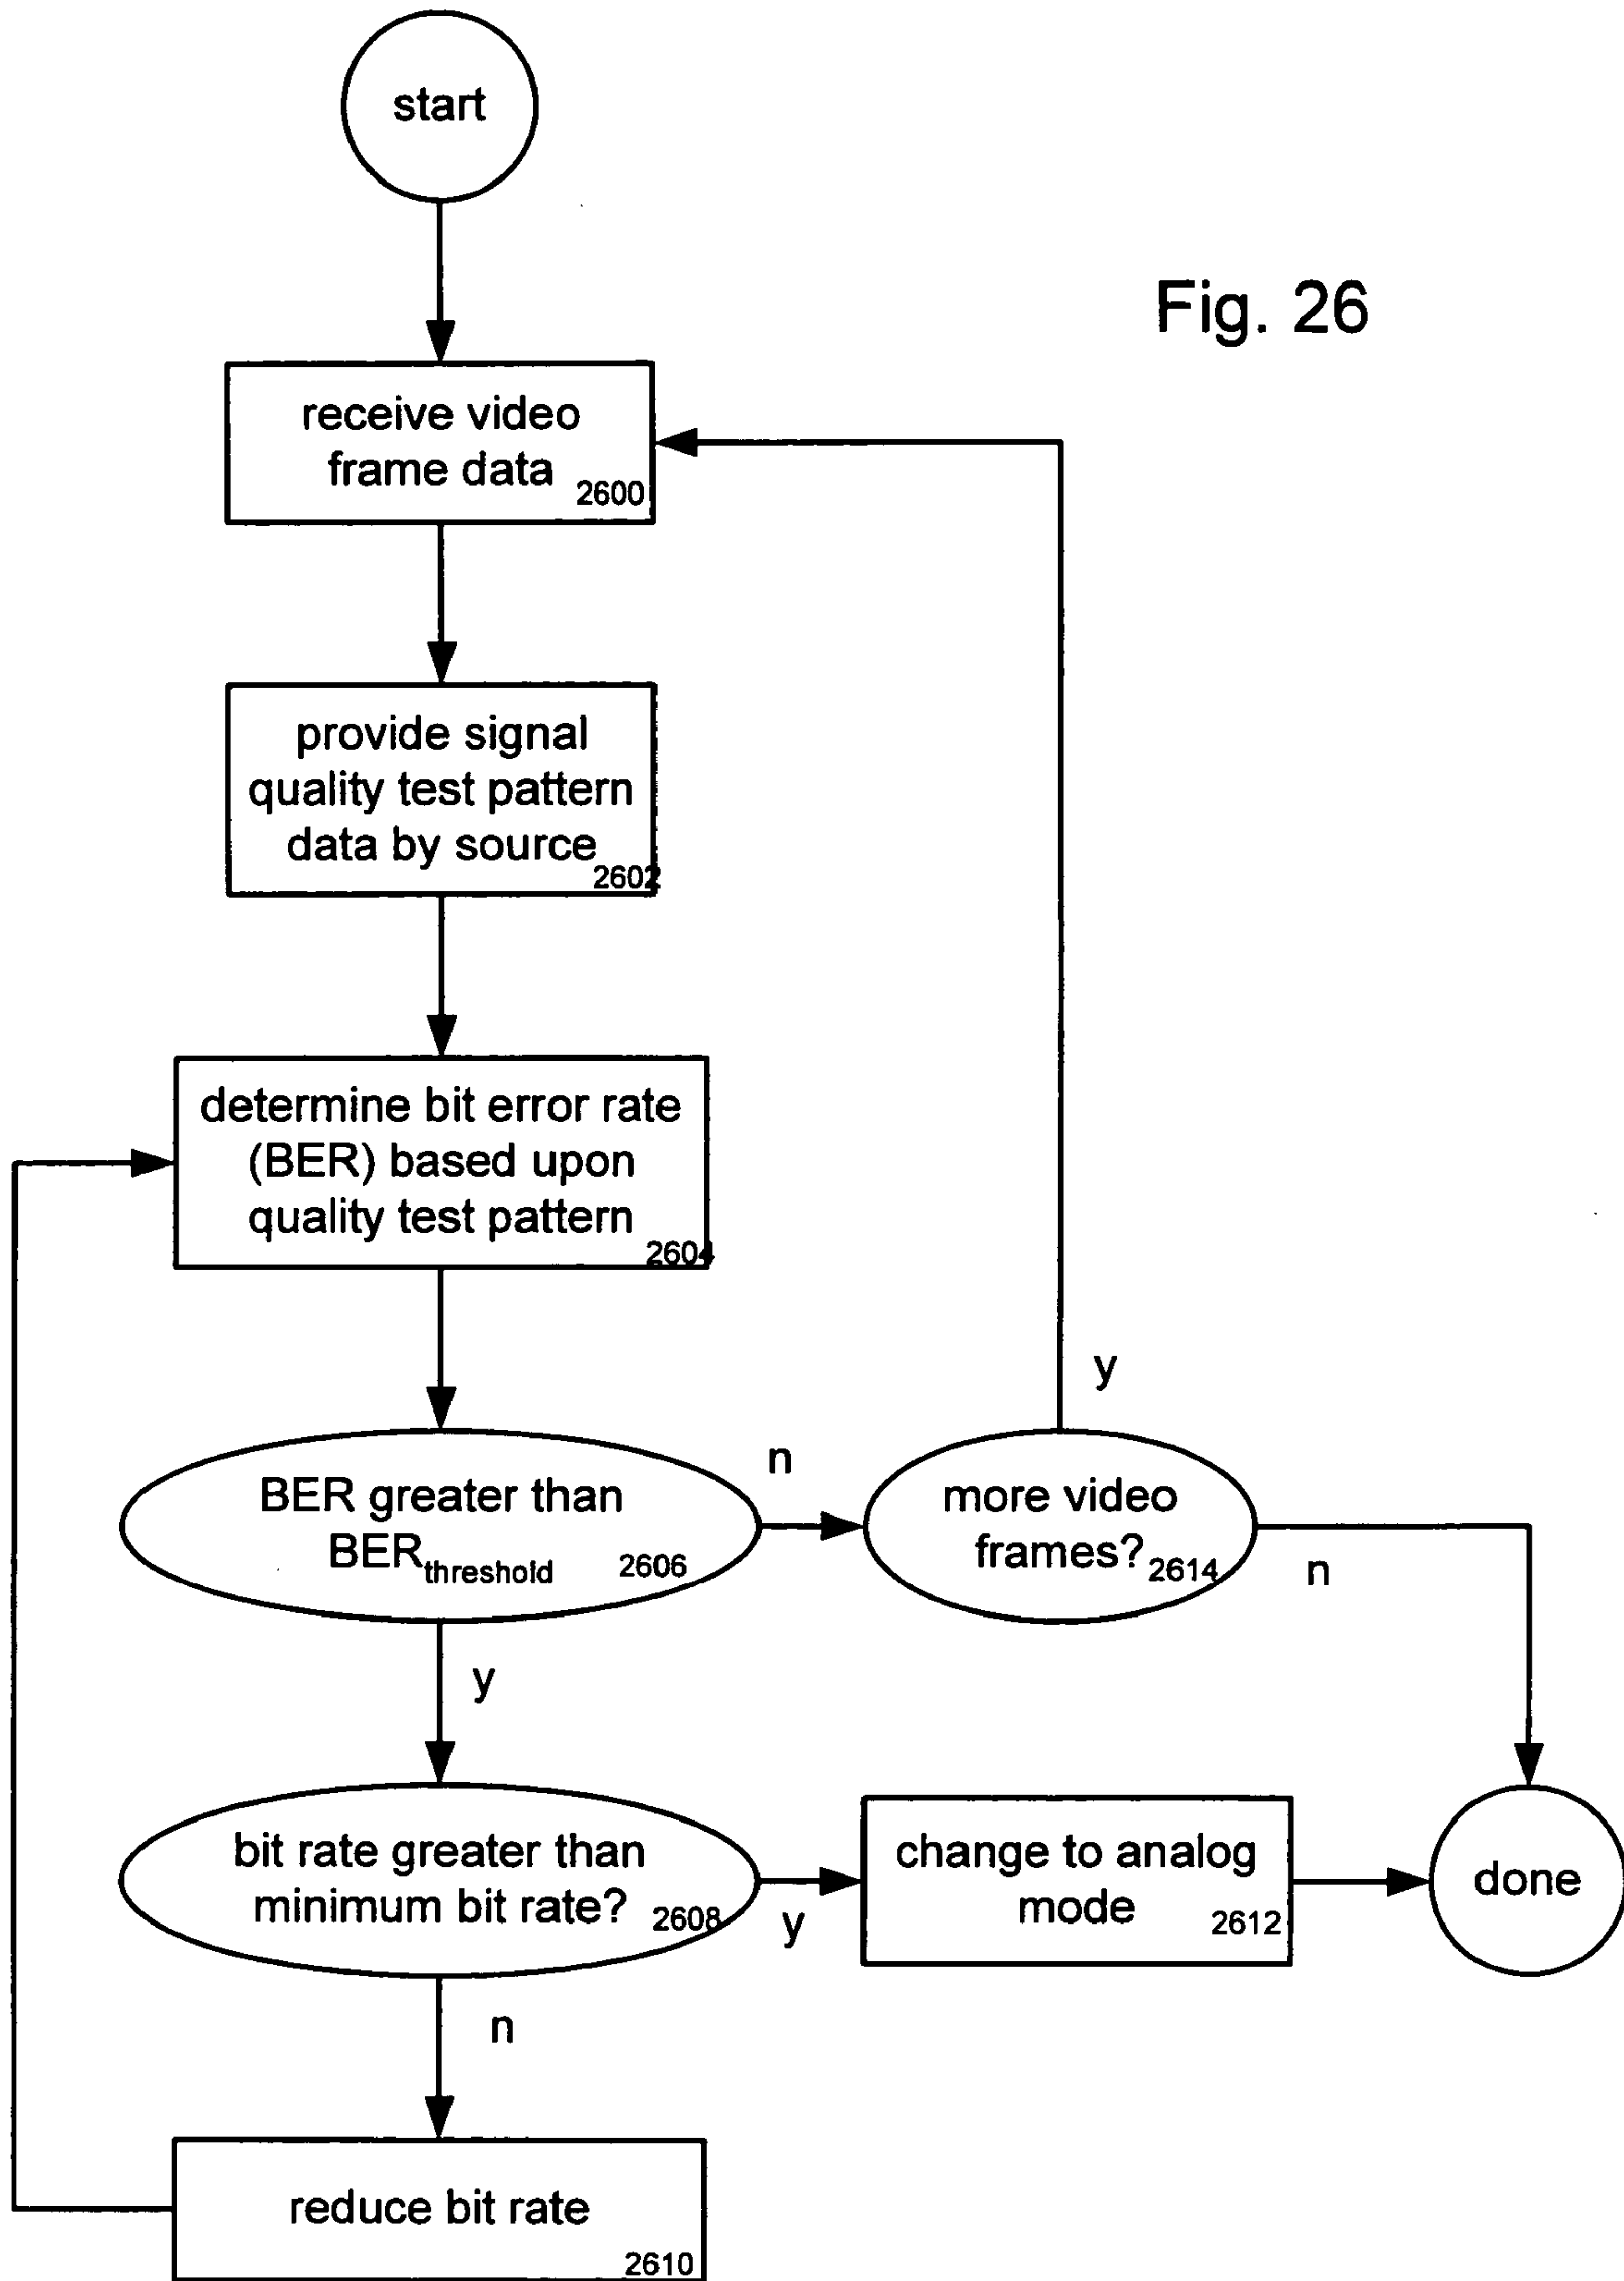 start
Fig. 26
receive video
frame data
2600
provide signal
quality test pattern
data by source
2602
determine bit error rate
(BER) based upon
quality test pattern
2604
y
BER greater than
BERthreshold
2606
n
more video
frames?
2614
n
y
bit rate greater than
minimum bit rate?
2608
y
change to analog
mode
2612
done
n
reduce bit rate
2610